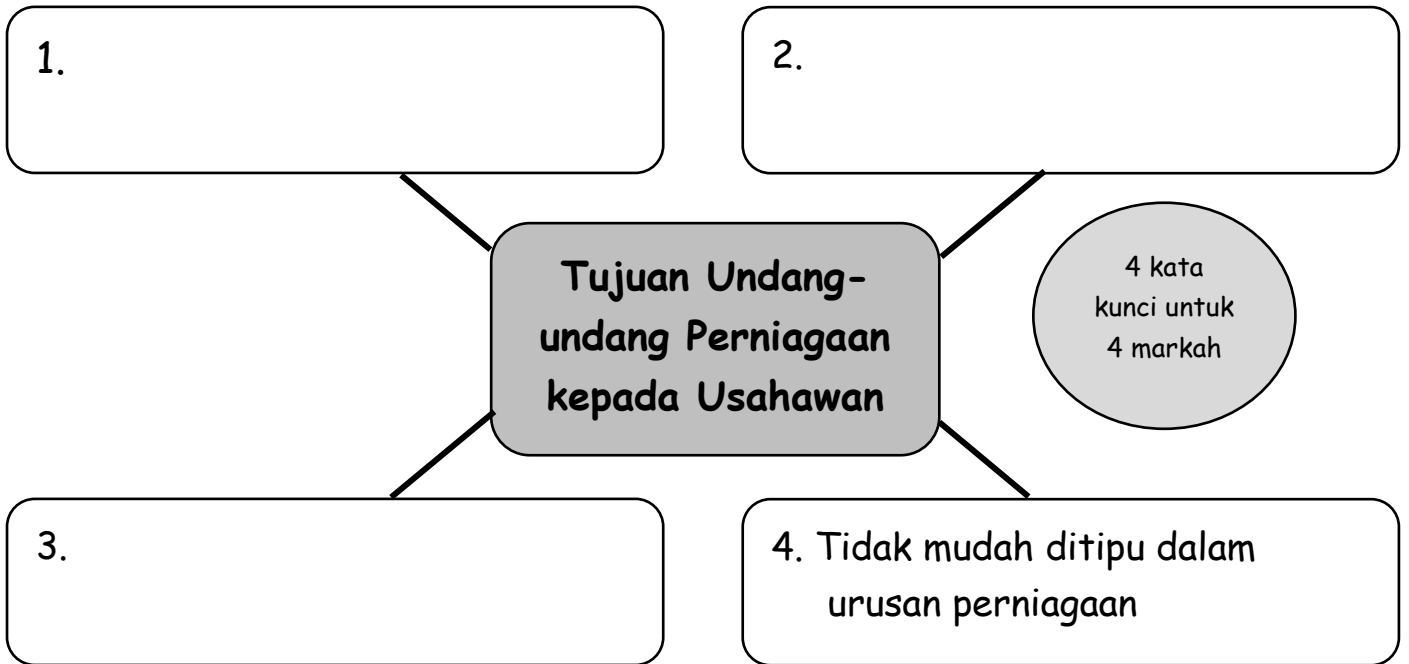 1.
2.
Tujuan Undang-
undang Perniagaan
kepada Usahawan
4 kata
kunci untuk
4 markah
3.
4. Tidak mudah ditipu dalam
urusan perniagaan